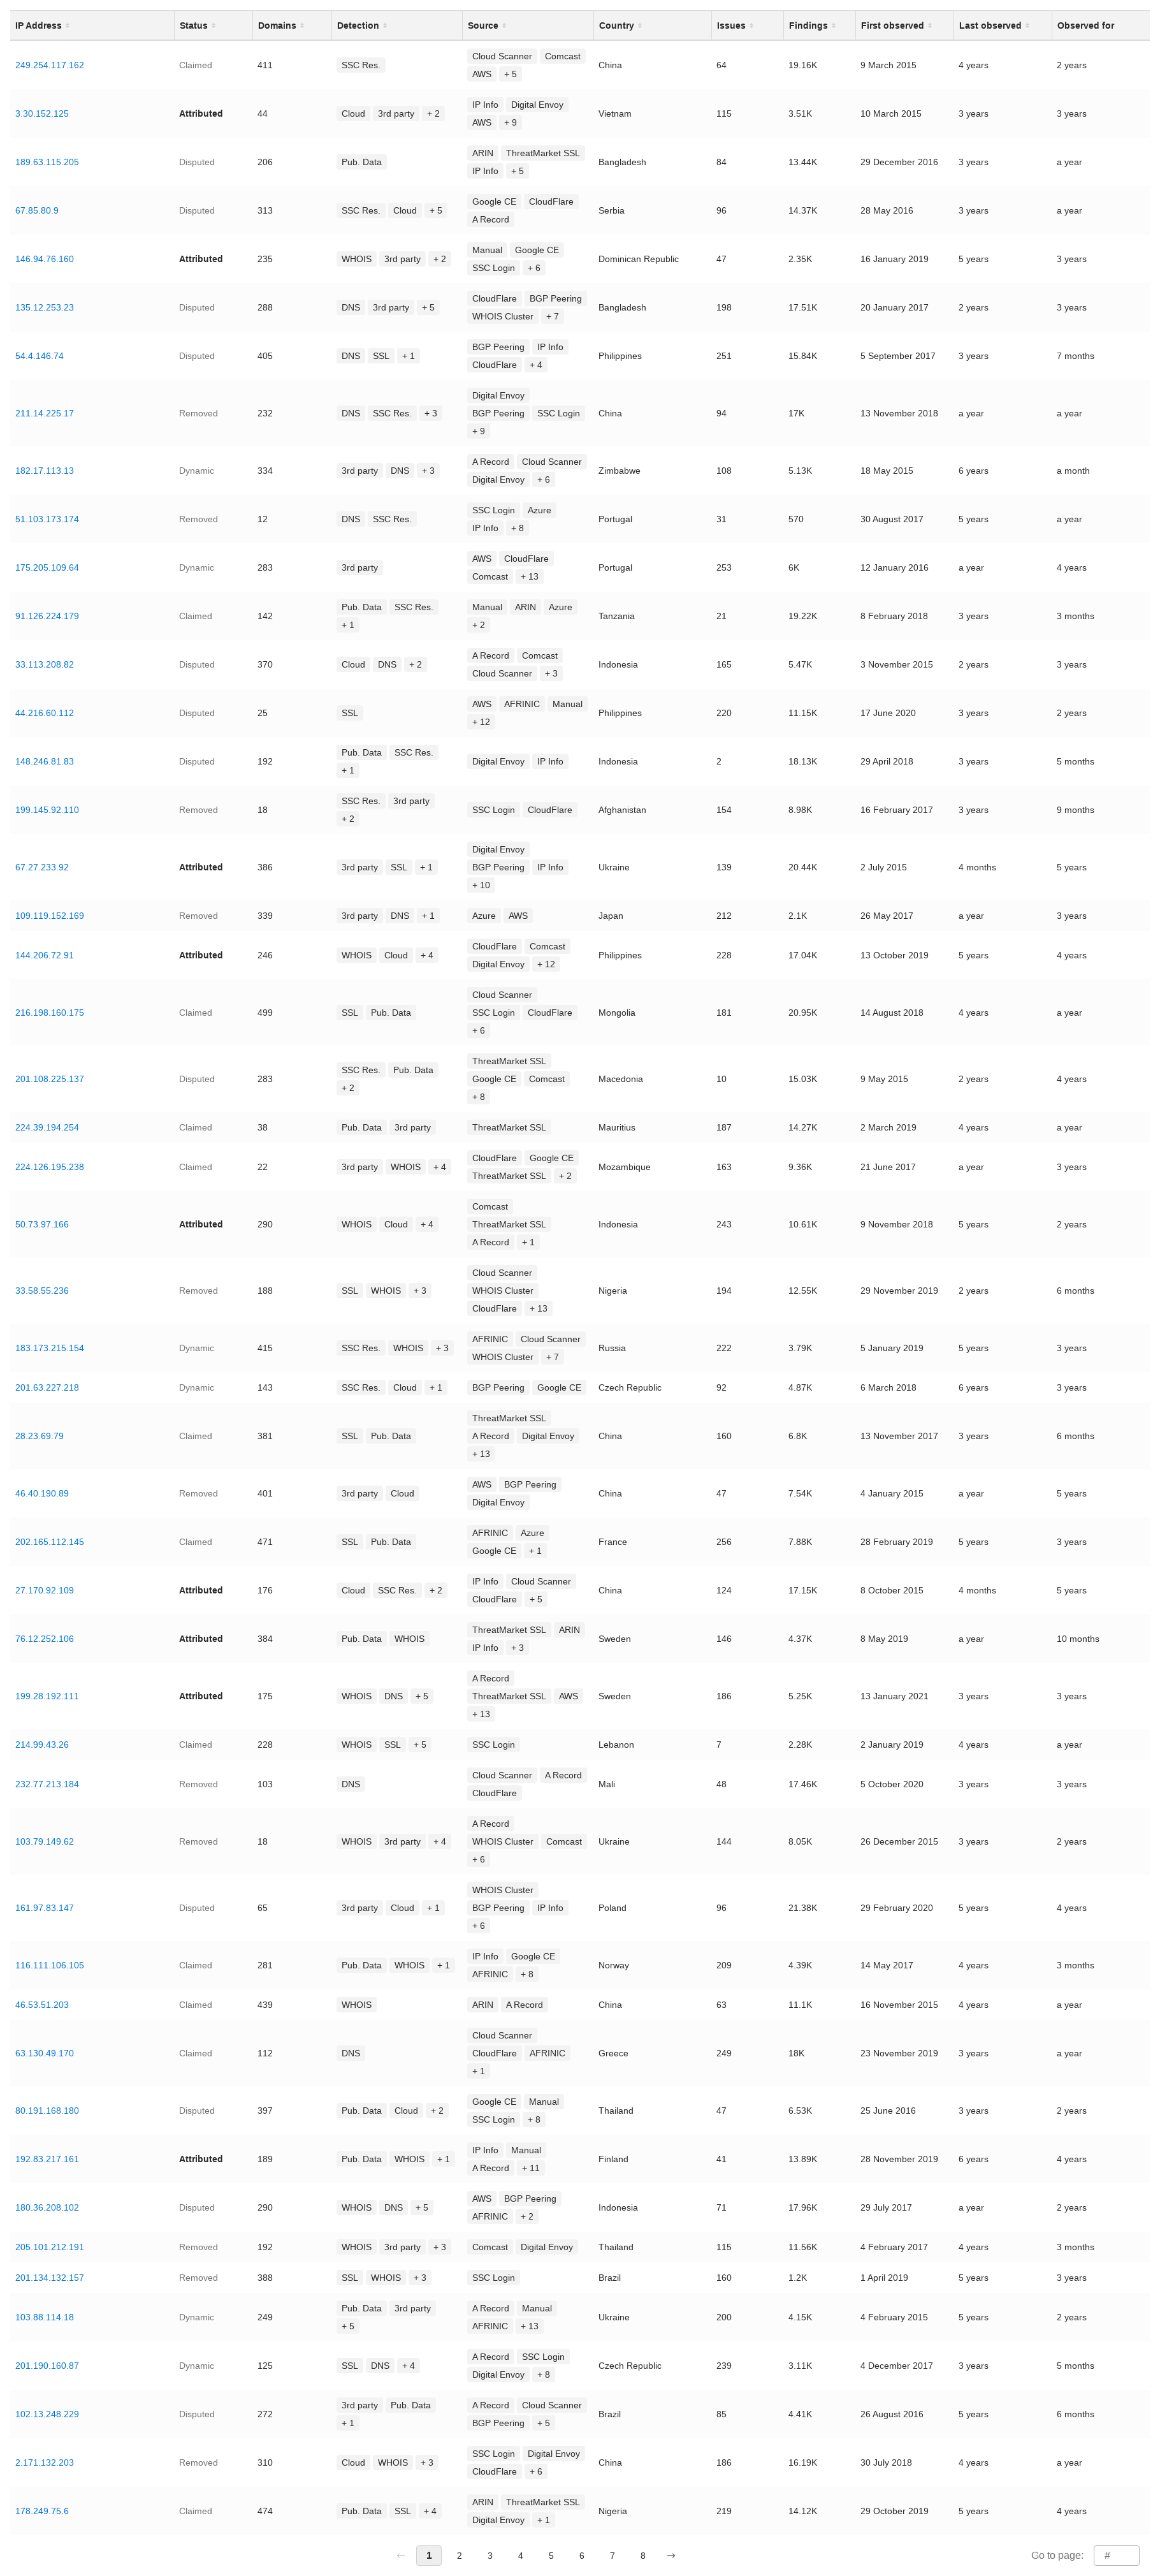 IP Address Status Domains Detection Source Country Issues Findings First observed Last observed Observed for
249.254.117.162 Claimed 411 SSC Res. Cloud Scanner Comcast AWS + 5 China 64 19.16K 9 March 2015 4 years 2 years
3.30.152.125 Attributed 44 Cloud 3rd party + 2 IP Info Digital Envoy AWS + 9 Vietnam 115 3.51K 10 March 2015 3 years 3 years
189.63.115.205 Disputed 206 Pub. Data ARIN ThreatMarket SSL IP Info + 5 Bangladesh 84 13.44K 29 December 2016 3 years a year
67.85.80.9 Disputed 313 SSC Res. Cloud + 5 Google CE CloudFlare A Record Serbia 96 14.37K 28 May 2016 3 years a year
146.94.76.160 Attributed 235 WHOIS 3rd party + 2 Manual Google CE SSC Login + 6 Dominican Republic 47 2.35K 16 January 2019 5 years 3 years
135.12.253.23 Disputed 288 DNS 3rd party + 5 CloudFlare BGP Peering WHOIS Cluster + 7 Bangladesh 198 17.51K 20 January 2017 2 years 3 years
54.4.146.74 Disputed 405 DNS SSL + 1 BGP Peering IP Info CloudFlare + 4 Philippines 251 15.84K 5 September 2017 3 years 7 months
211.14.225.17 Removed 232 DNS SSC Res. + 3 Digital Envoy BGP Peering SSC Login + 9 China 94 17K 13 November 2018 a year a year
182.17.113.13 Dynamic 334 3rd party DNS + 3 A Record Cloud Scanner Digital Envoy + 6 Zimbabwe 108 5.13K 18 May 2015 6 years a month
51.103.173.174 Removed 12 DNS SSC Res. SSC Login Azure IP Info + 8 Portugal 31 570 30 August 2017 5 years a year
175.205.109.64 Dynamic 283 3rd party AWS CloudFlare Comcast + 13 Portugal 253 6K 12 January 2016 a year 4 years
91.126.224.179 Claimed 142 Pub. Data SSC Res. + 1 Manual ARIN Azure + 2 Tanzania 21 19.22K 8 February 2018 3 years 3 months
33.113.208.82 Disputed 370 Cloud DNS + 2 A Record Comcast Cloud Scanner + 3 Indonesia 165 5.47K 3 November 2015 2 years 3 years
44.216.60.112 Disputed 25 SSL AWS AFRINIC Manual + 12 Philippines 220 11.15K 17 June 2020 3 years 2 years
148.246.81.83 Disputed 192 Pub. Data SSC Res. + 1 Digital Envoy IP Info Indonesia 2 18.13K 29 April 2018 3 years 5 months
199.145.92.110 Removed 18 SSC Res. 3rd party + 2 SSC Login CloudFlare Afghanistan 154 8.98K 16 February 2017 3 years 9 months
67.27.233.92 Attributed 386 3rd party SSL + 1 Digital Envoy BGP Peering IP Info + 10 Ukraine 139 20.44K 2 July 2015 4 months 5 years
109.119.152.169 Removed 339 3rd party DNS + 1 Azure AWS Japan 212 2.1K 26 May 2017 a year 3 years
144.206.72.91 Attributed 246 WHOIS Cloud + 4 CloudFlare Comcast Digital Envoy + 12 Philippines 228 17.04K 13 October 2019 5 years 4 years
216.198.160.175 Claimed 499 SSL Pub. Data Cloud Scanner SSC Login CloudFlare + 6 Mongolia 181 20.95K 14 August 2018 4 years a year
201.108.225.137 Disputed 283 SSC Res. Pub. Data + 2 ThreatMarket SSL Google CE Comcast + 8 Macedonia 10 15.03K 9 May 2015 2 years 4 years
224.39.194.254 Claimed 38 Pub. Data 3rd party ThreatMarket SSL Mauritius 187 14.27K 2 March 2019 4 years a year
224.126.195.238 Claimed 22 3rd party WHOIS + 4 CloudFlare Google CE ThreatMarket SSL + 2 Mozambique 163 9.36K 21 June 2017 a year 3 years
50.73.97.166 Attributed 290 WHOIS Cloud + 4 Comcast ThreatMarket SSL A Record + 1 Indonesia 243 10.61K 9 November 2018 5 years 2 years
33.58.55.236 Removed 188 SSL WHOIS + 3 Cloud Scanner WHOIS Cluster CloudFlare + 13 Nigeria 194 12.55K 29 November 2019 2 years 6 months
183.173.215.154 Dynamic 415 SSC Res. WHOIS + 3 AFRINIC Cloud Scanner WHOIS Cluster + 7 Russia 222 3.79K 5 January 2019 5 years 3 years
201.63.227.218 Dynamic 143 SSC Res. Cloud + 1 BGP Peering Google CE Czech Republic 92 4.87K 6 March 2018 6 years 3 years
28.23.69.79 Claimed 381 SSL Pub. Data ThreatMarket SSL A Record Digital Envoy + 13 China 160 6.8K 13 November 2017 3 years 6 months
46.40.190.89 Removed 401 3rd party Cloud AWS BGP Peering Digital Envoy China 47 7.54K 4 January 2015 a year 5 years
202.165.112.145 Claimed 471 SSL Pub. Data AFRINIC Azure Google CE + 1 France 256 7.88K 28 February 2019 5 years 3 years
27.170.92.109 Attributed 176 Cloud SSC Res. + 2 IP Info Cloud Scanner CloudFlare + 5 China 124 17.15K 8 October 2015 4 months 5 years
76.12.252.106 Attributed 384 Pub. Data WHOIS ThreatMarket SSL ARIN IP Info + 3 Sweden 146 4.37K 8 May 2019 a year 10 months
199.28.192.111 Attributed 175 WHOIS DNS + 5 A Record ThreatMarket SSL AWS + 13 Sweden 186 5.25K 13 January 2021 3 years 3 years
214.99.43.26 Claimed 228 WHOIS SSL + 5 SSC Login Lebanon 7 2.28K 2 January 2019 4 years a year
232.77.213.184 Removed 103 DNS Cloud Scanner A Record CloudFlare Mali 48 17.46K 5 October 2020 3 years 3 years
103.79.149.62 Removed 18 WHOIS 3rd party + 4 A Record WHOIS Cluster Comcast + 6 Ukraine 144 8.05K 26 December 2015 3 years 2 years
161.97.83.147 Disputed 65 3rd party Cloud + 1 WHOIS Cluster BGP Peering IP Info + 6 Poland 96 21.38K 29 February 2020 5 years 4 years
116.111.106.105 Claimed 281 Pub. Data WHOIS + 1 IP Info Google CE AFRINIC + 8 Norway 209 4.39K 14 May 2017 4 years 3 months
46.53.51.203 Claimed 439 WHOIS ARIN A Record China 63 11.1K 16 November 2015 4 years a year
63.130.49.170 Claimed 112 DNS Cloud Scanner CloudFlare AFRINIC + 1 Greece 249 18K 23 November 2019 3 years a year
80.191.168.180 Disputed 397 Pub. Data Cloud + 2 Google CE Manual SSC Login + 8 Thailand 47 6.53K 25 June 2016 3 years 2 years
192.83.217.161 Attributed 189 Pub. Data WHOIS + 1 IP Info Manual A Record + 11 Finland 41 13.89K 28 November 2019 6 years 4 years
180.36.208.102 Disputed 290 WHOIS DNS + 5 AWS BGP Peering AFRINIC + 2 Indonesia 71 17.96K 29 July 2017 a year 2 years
205.101.212.191 Removed 192 WHOIS 3rd party + 3 Comcast Digital Envoy Thailand 115 11.56K 4 February 2017 4 years 3 months
201.134.132.157 Removed 388 SSL WHOIS + 3 SSC Login Brazil 160 1.2K 1 April 2019 5 years 3 years
103.88.114.18 Dynamic 249 Pub. Data 3rd party + 5 A Record Manual AFRINIC + 13 Ukraine 200 4.15K 4 February 2015 5 years 2 years
201.190.160.87 Dynamic 125 SSL DNS + 4 A Record SSC Login Digital Envoy + 8 Czech Republic 239 3.11K 4 December 2017 3 years 5 months
102.13.248.229 Disputed 272 3rd party Pub. Data + 1 A Record Cloud Scanner BGP Peering + 5 Brazil 85 4.41K 26 August 2016 5 years 6 months
2.171.132.203 Removed 310 Cloud WHOIS + 3 SSC Login Digital Envoy CloudFlare + 6 China 186 16.19K 30 July 2018 4 years a year
178.249.75.6 Claimed 474 Pub. Data SSL + 4 ARIN ThreatMarket SSL Digital Envoy + 1 Nigeria 219 14.12K 29 October 2019 5 years 4 years
← 1 2 3 4 5 6 7 8 → Go to page: #